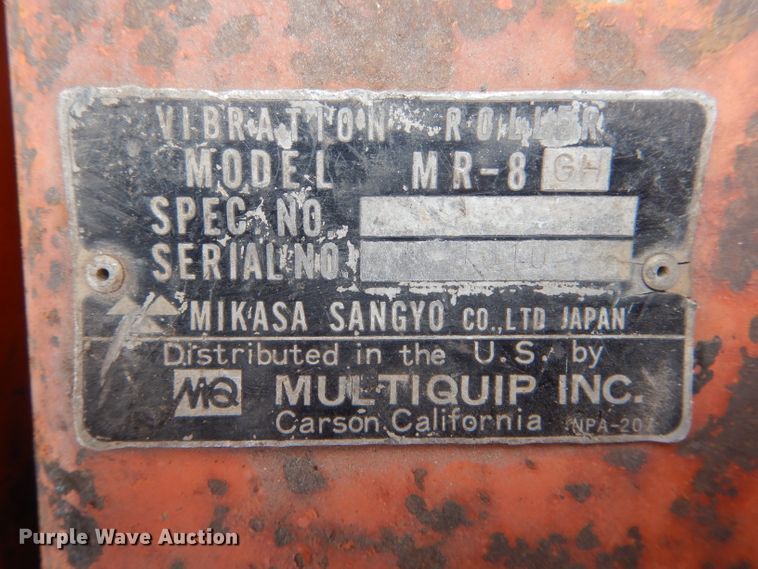 VIBRATION ROLLER
MODEL MR-8 GH
SPEC. NO.
SERIAL NO.
MIKASA SANGYO CO.,LTD JAPAN
Distributed in the U.S. by
MQ MULTIQUIP INC.
Carson, California
Purple Wave Auction®